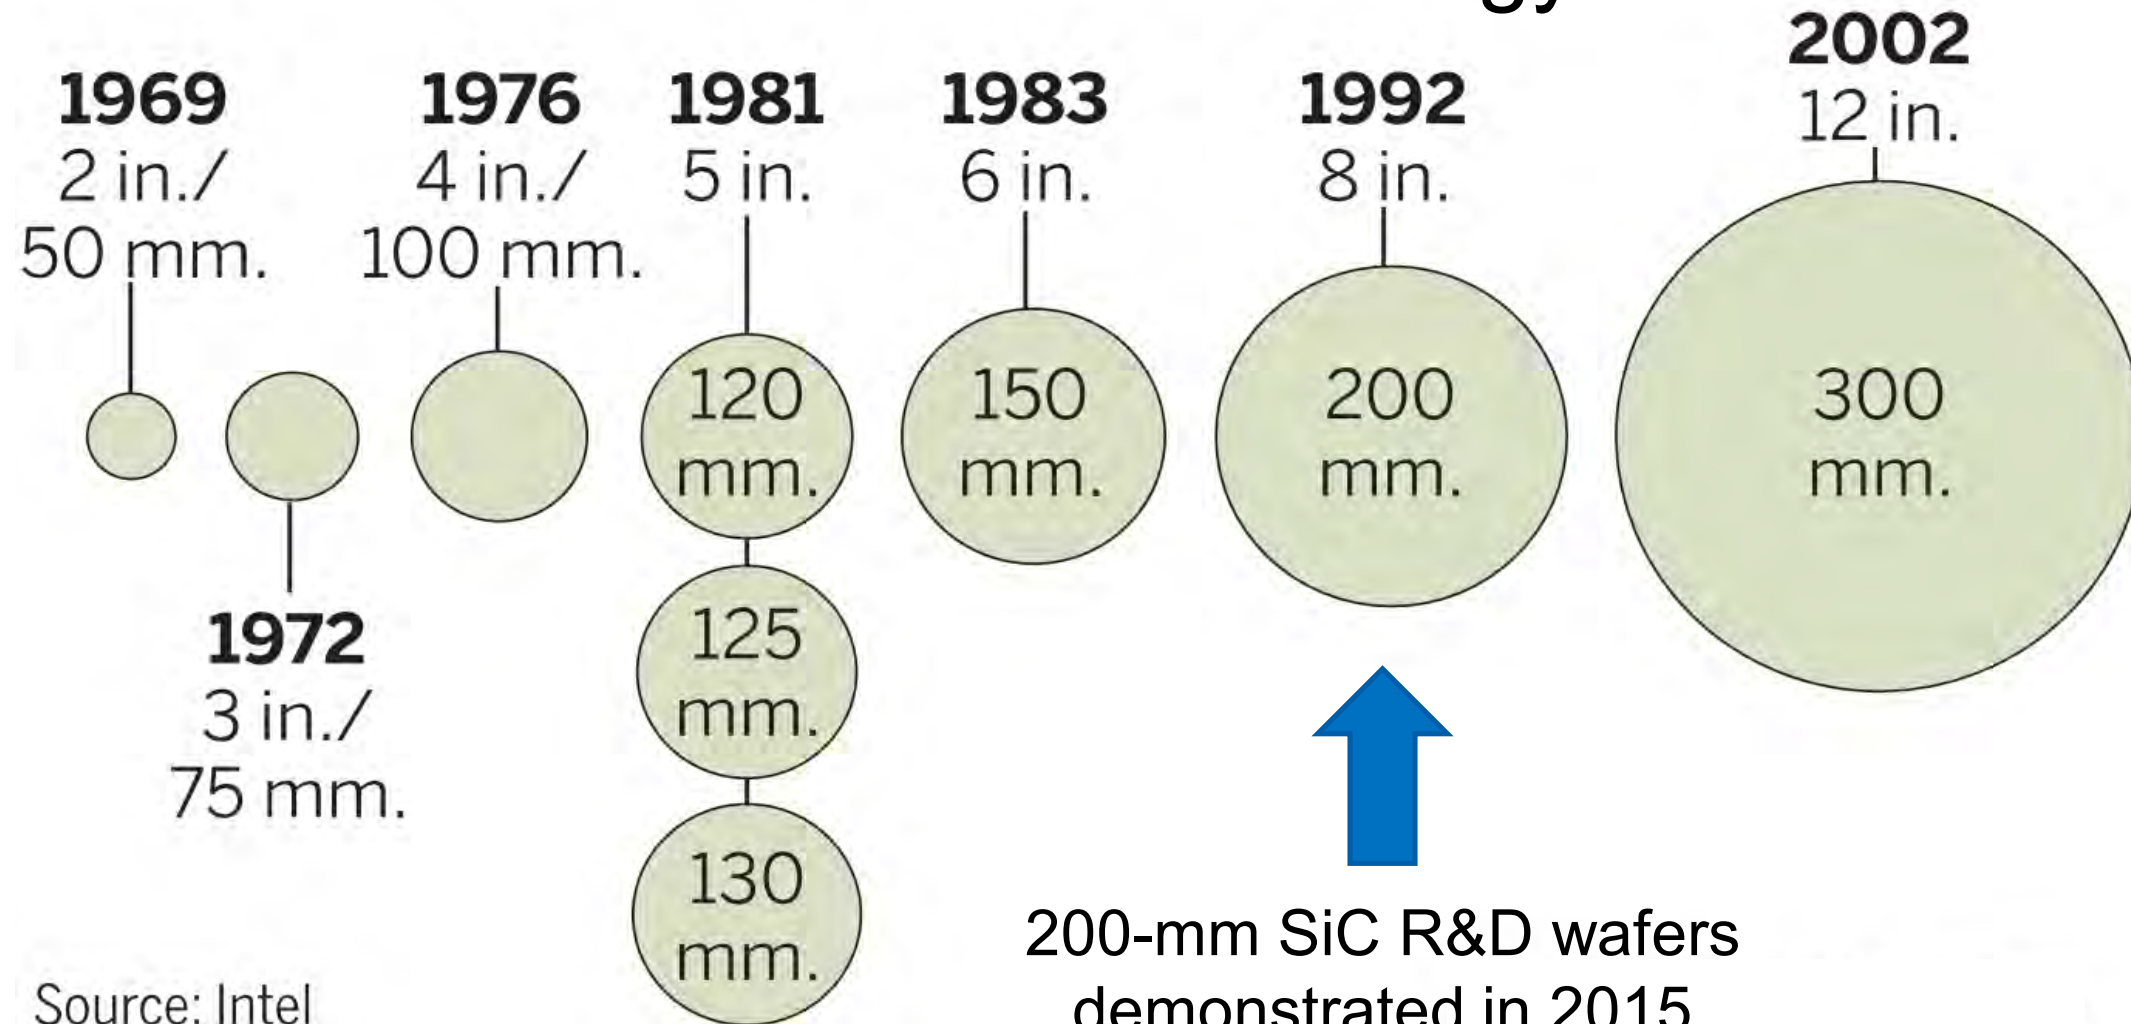 1969
2 in./
50 mm.
1972
3 in./
75 mm.
1976
4 in./
100 mm.
1981
5 in.
120
mm.
125
mm.
130
mm.
1983
6 in.
150
mm.
1992
8 in.
200
mm.
2002
12 in.
300
mm.
200-mm SiC R&D wafers
demonstrated in 2015
Source: Intel